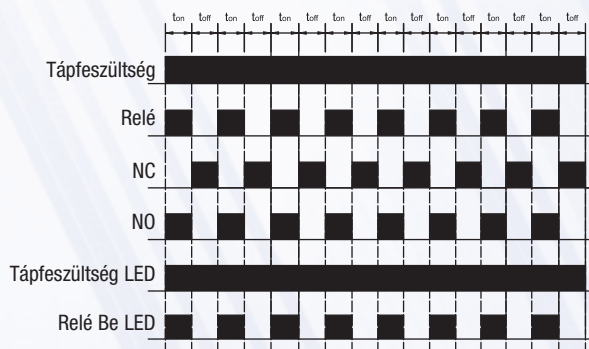 ton toff ton toff ton toff ton toff ton toff ton toff ton toff ton toff
Tápfeszültség
Relé
NC
NO
Tápfeszültség LED
Relé Be LED